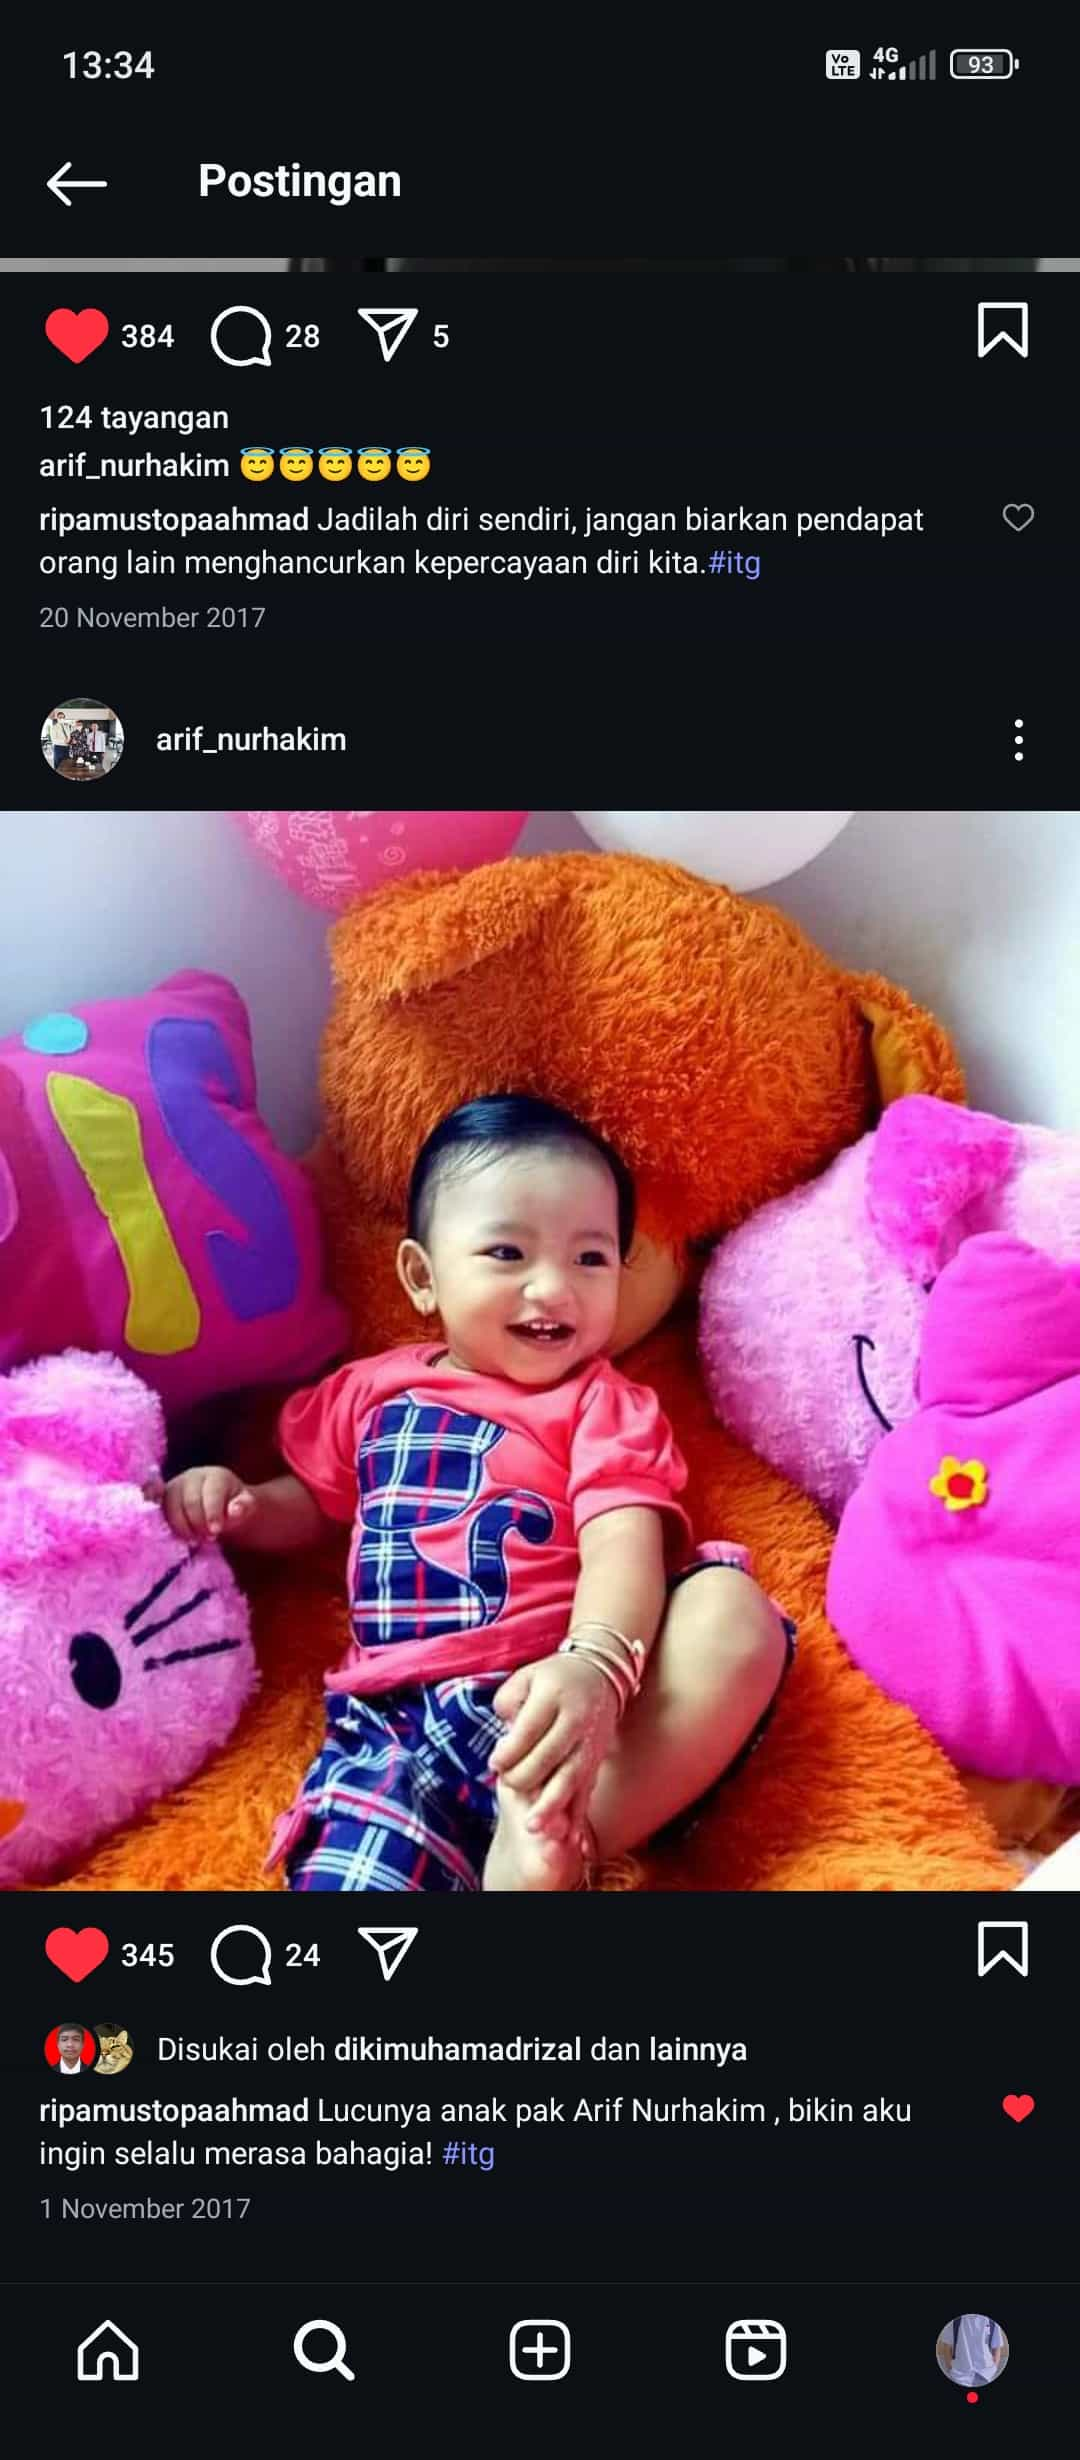 13:34
Vo LTE 4G 93
Postingan
384 28 5
124 tayangan
arif_nurhakim 😇😇😇😇😇
ripamustopaahmad Jadilah diri sendiri, jangan biarkan pendapat
orang lain menghancurkan kepercayaan diri kita.#itg
20 November 2017
arif_nurhakim
345 24
Disukai oleh dikimuhamadrizal dan lainnya
ripamustopaahmad Lucunya anak pak Arif Nurhakim , bikin aku
ingin selalu merasa bahagia! #itg
1 November 2017